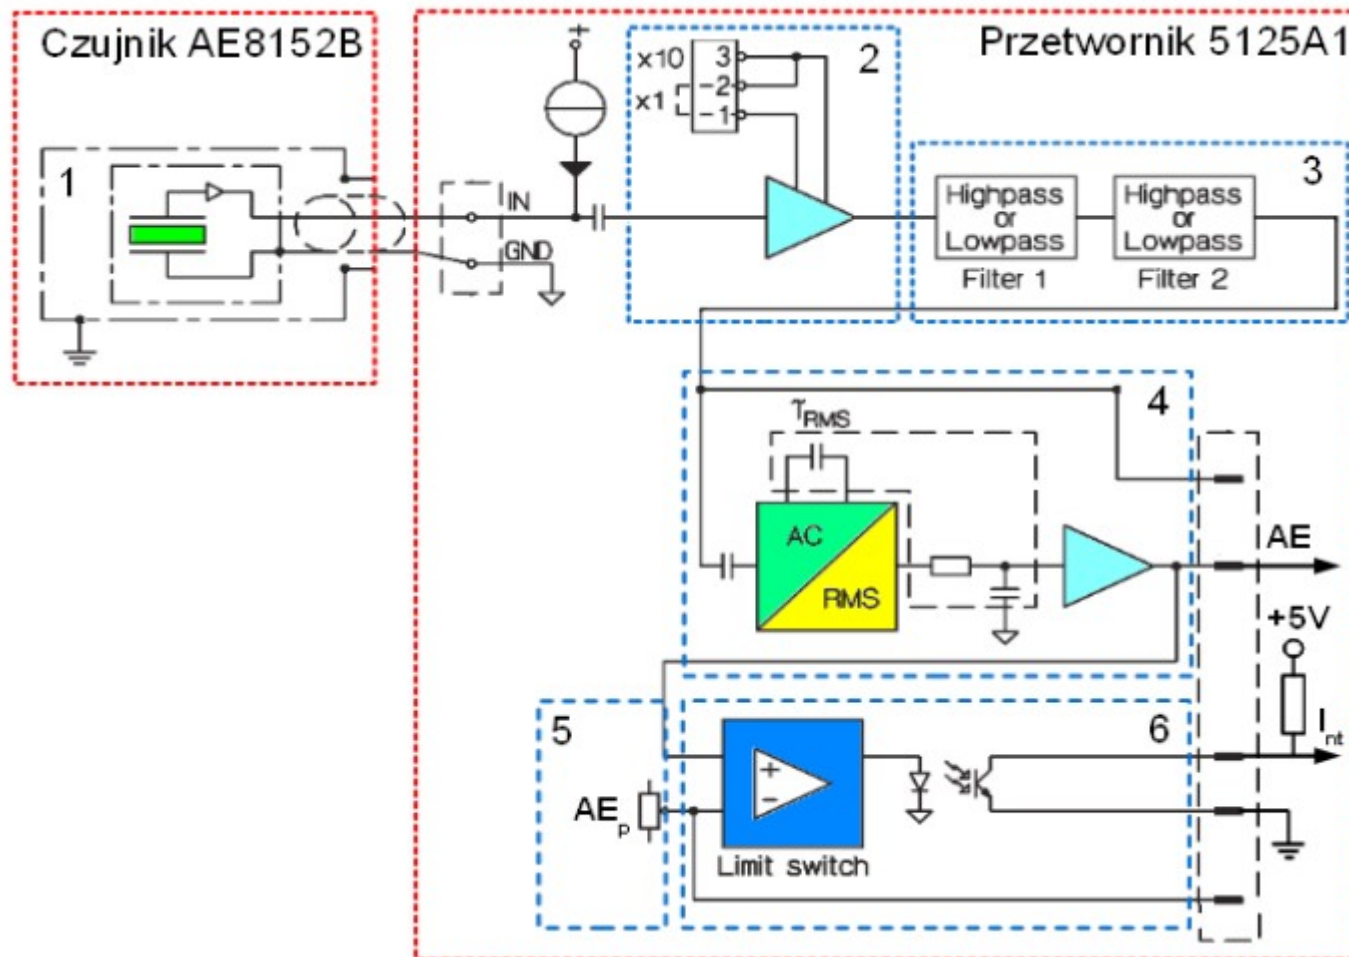 Czujnik AE8152B
Przetwornik 5125A1
1
+
IN
GND
2
x10
x1
3
-2
-1
3
Highpass
or
Lowpass
Filter 1
Highpass
or
Lowpass
Filter 2
4
τRMS
AC
RMS
AE
+5V
Int
5
AEp
6
+
-
Limit switch